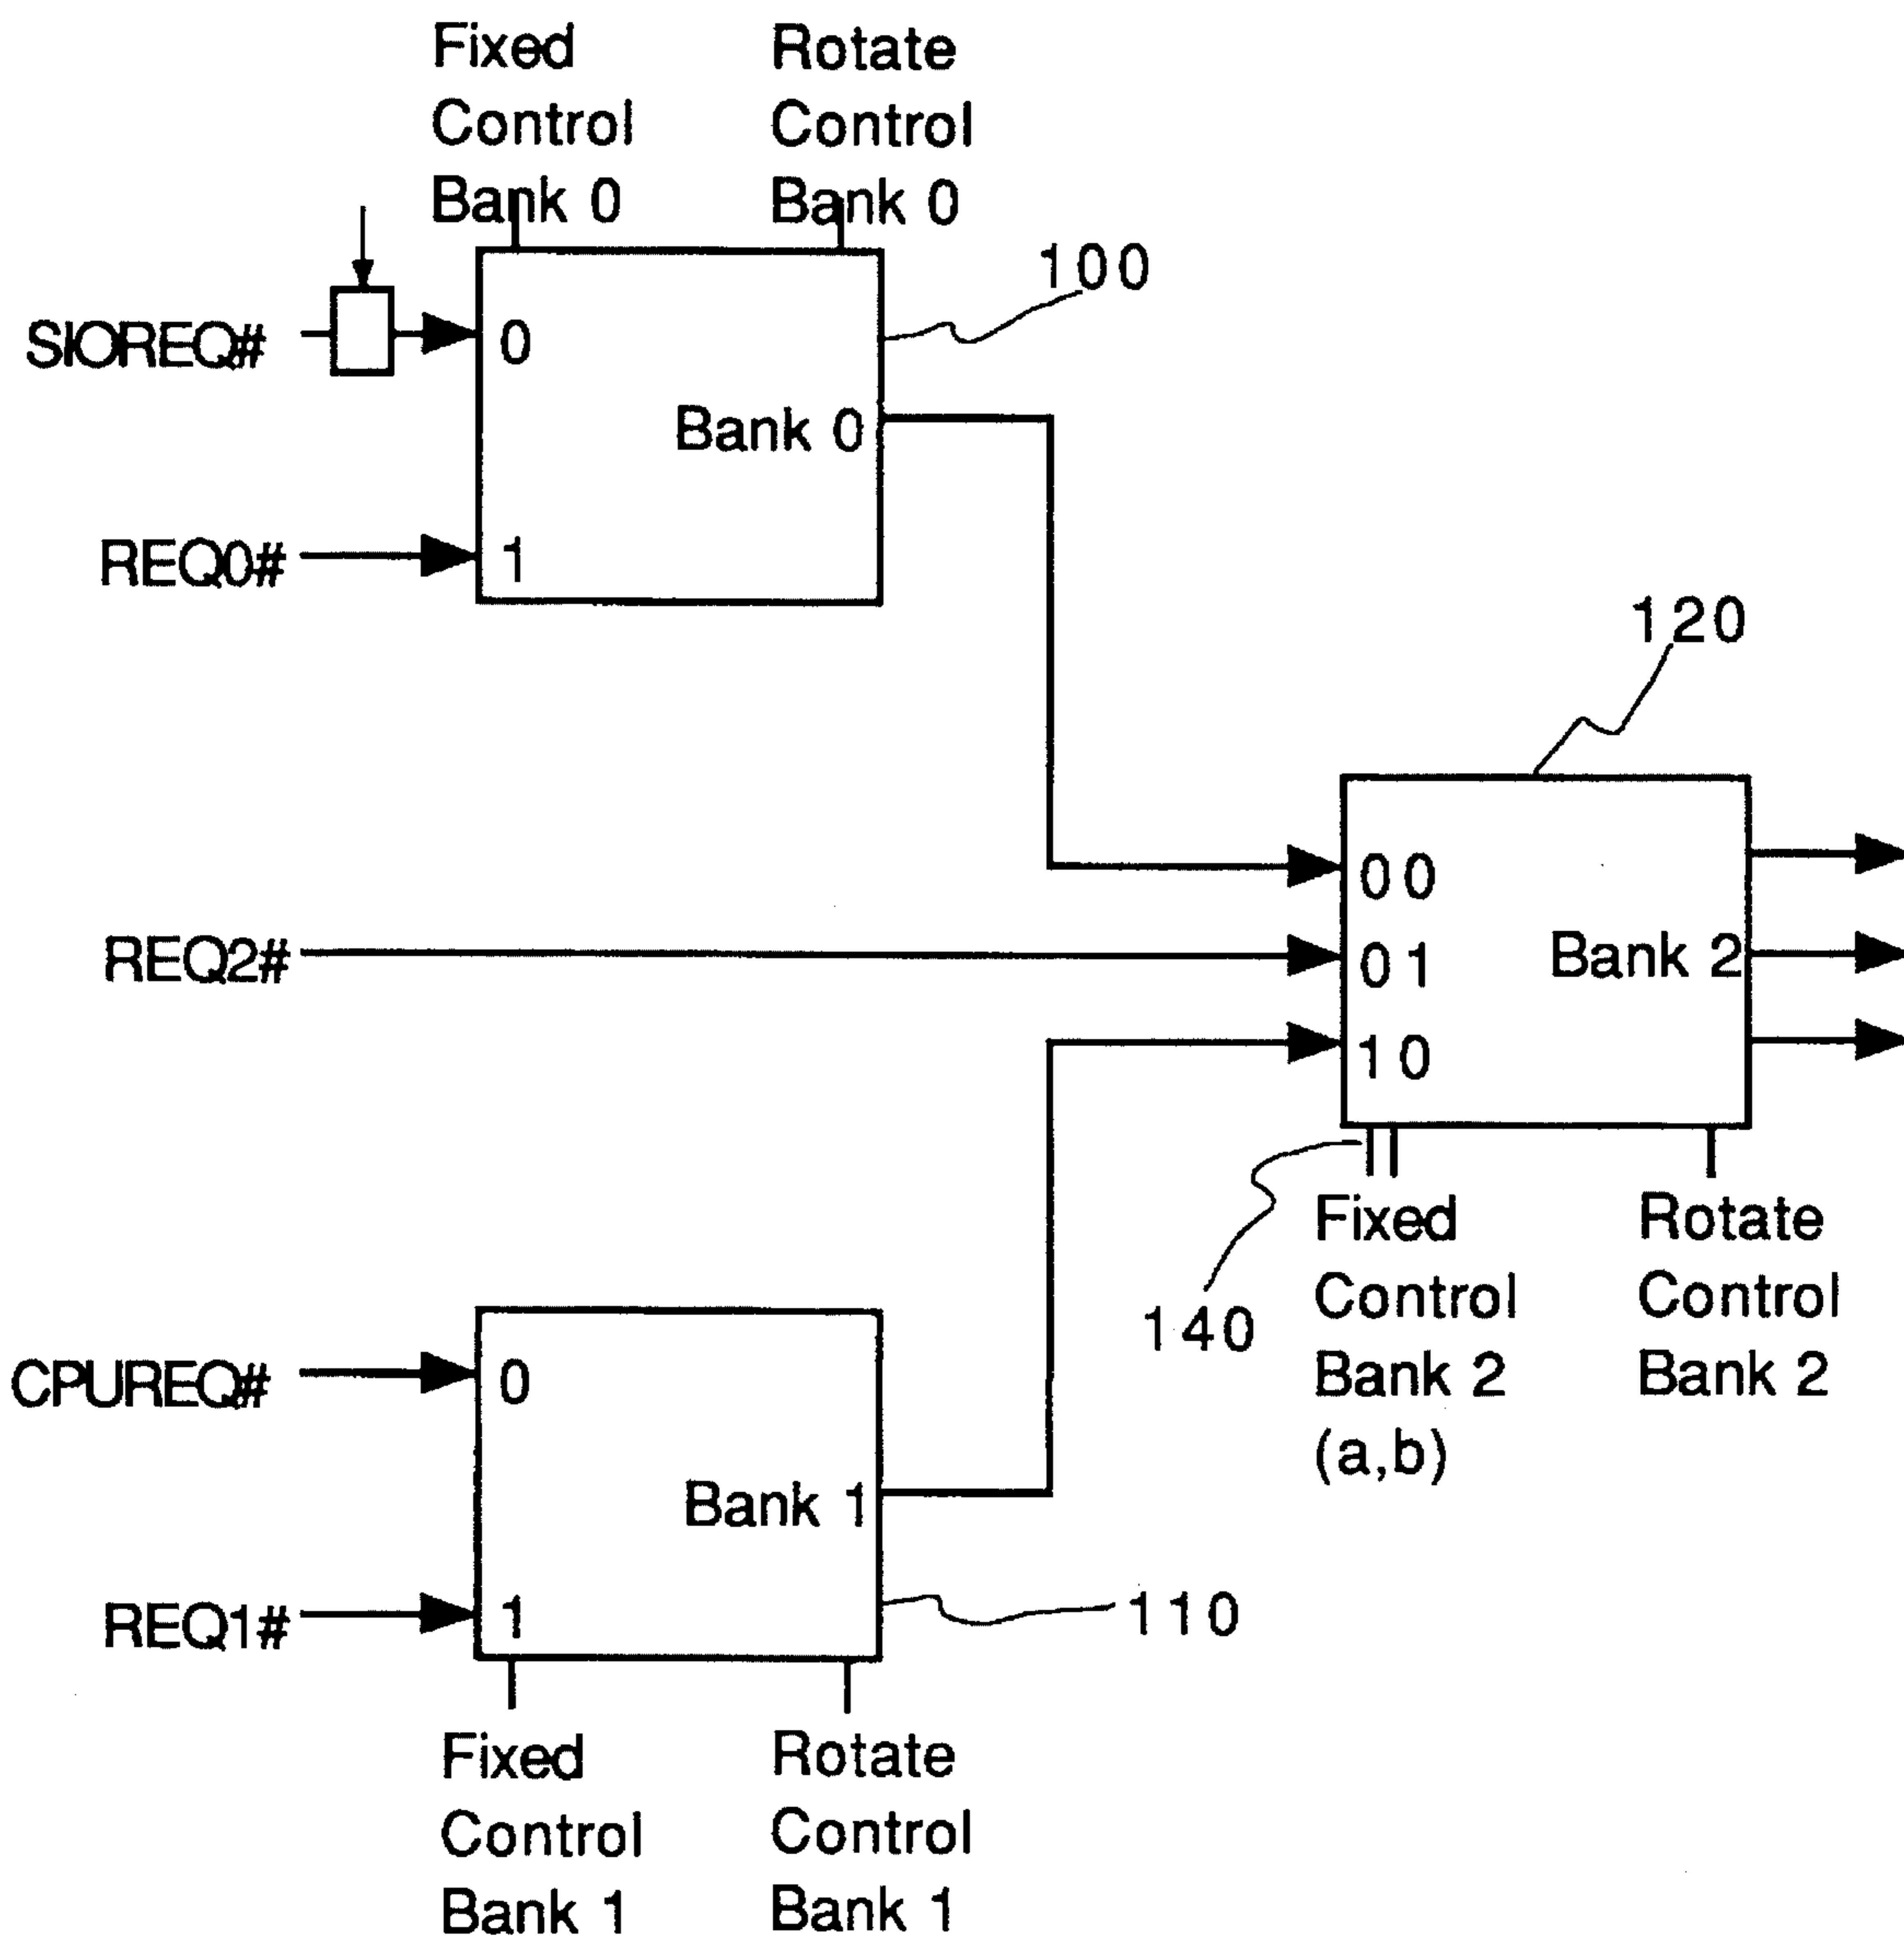 Fixed
Control
Bank 0
Rotate
Control
Bank 0
100
SIOREQ#
0
Bank 0
REQ0#
1
120
00
REQ2#
01
Bank 2
10
140
Fixed
Control
Bank 2
(a,b)
Rotate
Control
Bank 2
CPUREQ#
0
Bank 1
REQ1#
1
110
Fixed
Control
Bank 1
Rotate
Control
Bank 1